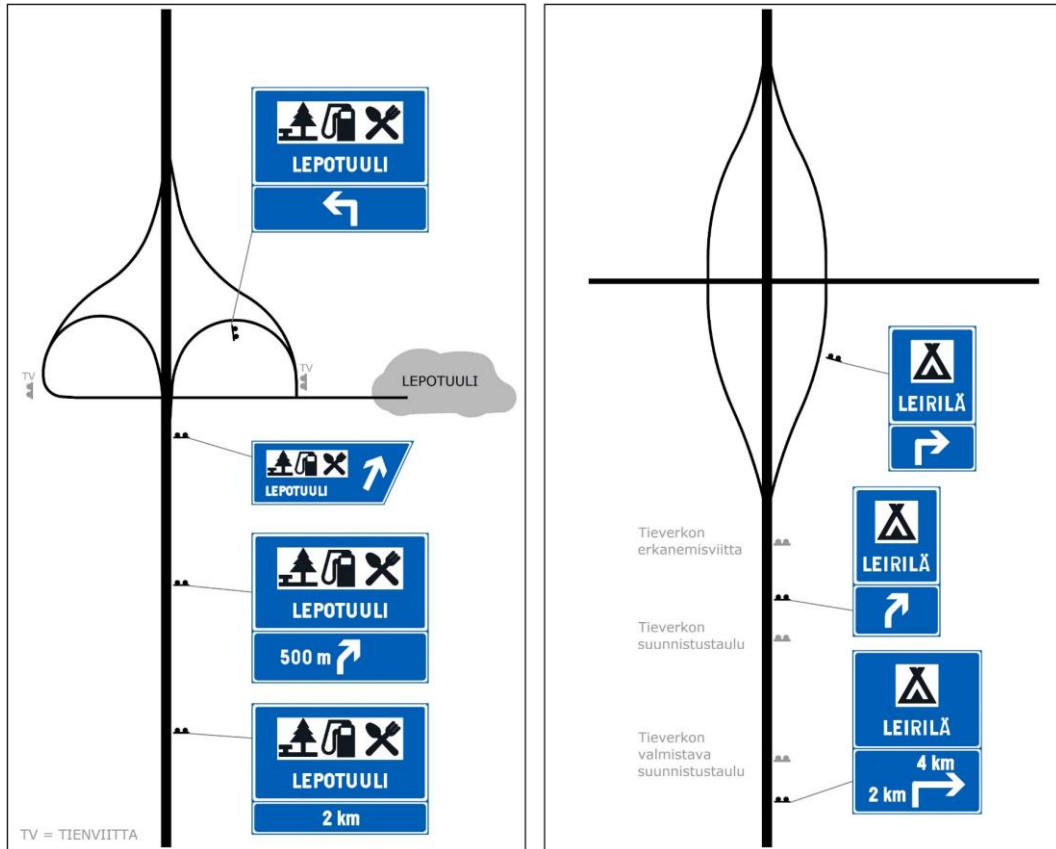 LEPOTUULI
TV
TV
LEPOTUULI
LEPOTUULI
LEPOTUULI
500 m
LEPOTUULI
2 km
TV = TIENVIITTA
LEIRILÄ
Tieverkon
erkanemisviitta
LEIRILÄ
Tieverkon
suunnistustaulu
LEIRILÄ
4 km
2 km
Tieverkon
valmistava
suunnistustaulu